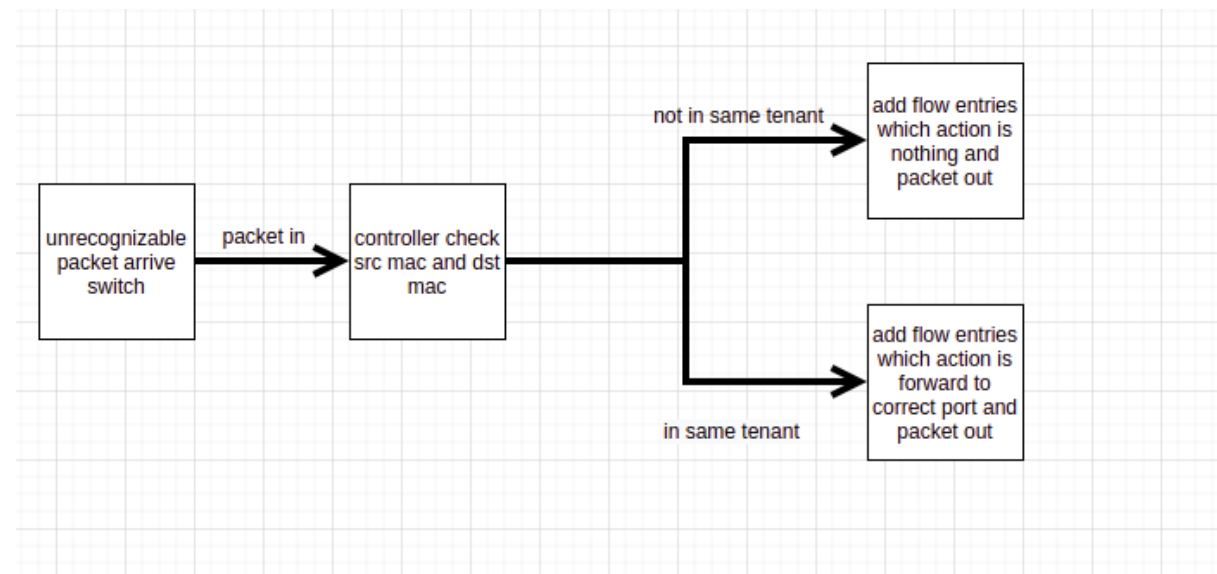 unrecognizable
packet arrive
switch
packet in
controller check
src mac and dst
mac
not in same tenant
add flow entries
which action is
nothing and
packet out
in same tenant
add flow entries
which action is
forward to
correct port and
packet out